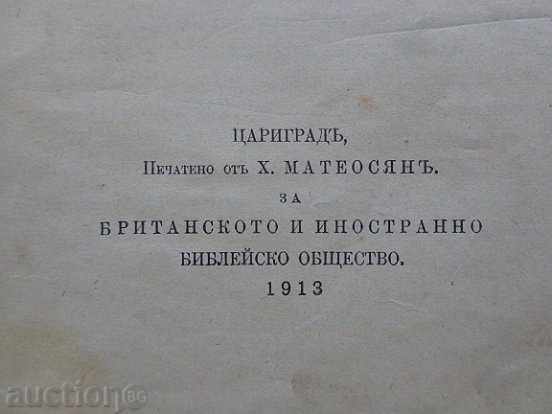 ЦАРИГРАДЪ,
Печатено отъ Х. МАТЕОСЯНЪ.
ЗА
БРИТАНСКОТО И ИНОСТРАННО
БИБЛЕЙСКО ОБЩЕСТВО.
1913
auction.bg